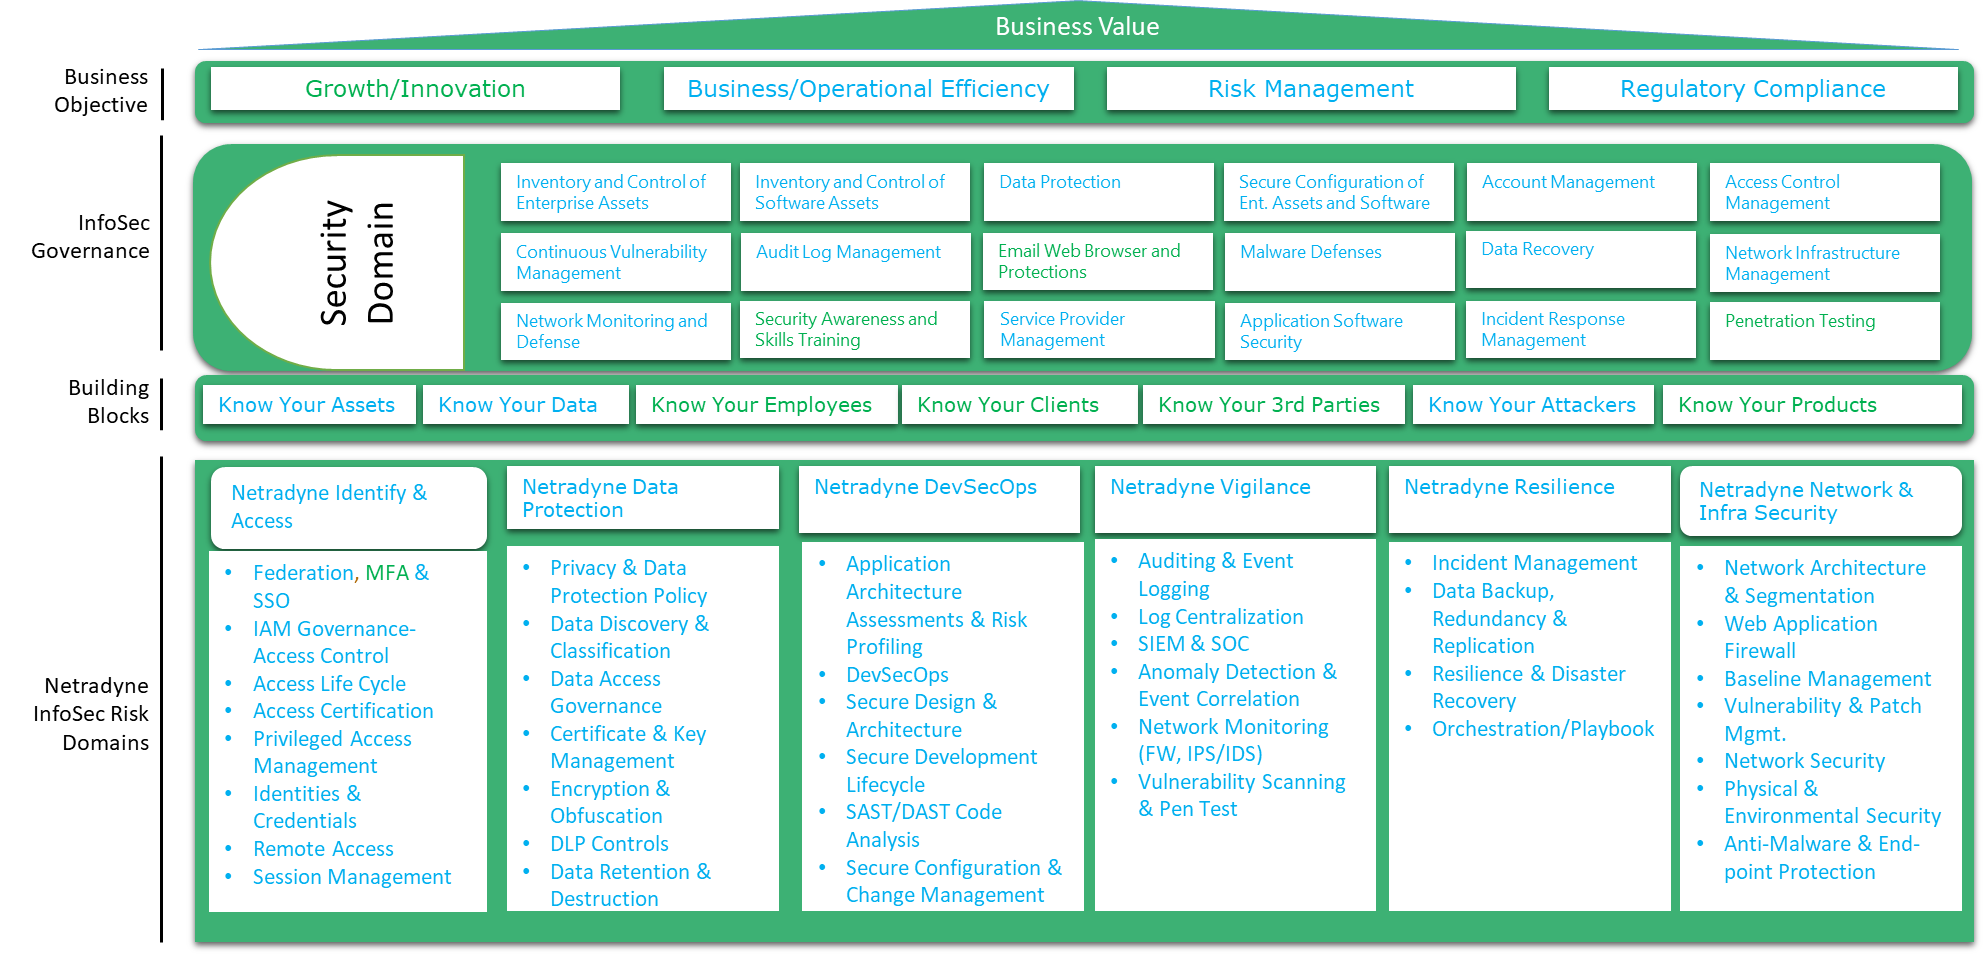 Business Value
Business
Objective
Growth/Innovation
Business/Operational Efficiency
Risk Management
Regulatory Compliance
InfoSec
Governance
Security
Domain
Inventory and Control of
Enterprise Assets
Inventory and Control of
Software Assets
Data Protection
Secure Configuration of
Ent. Assets and Software
Account Management
Access Control
Management
Continuous Vulnerability
Management
Audit Log Management
Email Web Browser and
Protections
Malware Defenses
Data Recovery
Network Infrastructure
Management
Network Monitoring and
Defense
Security Awareness and
Skills Training
Service Provider
Management
Application Software
Security
Incident Response
Management
Penetration Testing
Building
Blocks
Know Your Assets
Know Your Data
Know Your Employees
Know Your Clients
Know Your 3rd Parties
Know Your Attackers
Know Your Products
Netradyne
InfoSec Risk
Domains
Netradyne Identify &
Access
• Federation, MFA &
SSO
• IAM Governance-
Access Control
• Access Life Cycle
• Access Certification
• Privileged Access
Management
• Identities &
Credentials
• Remote Access
• Session Management
Netradyne Data
Protection
• Privacy & Data
Protection Policy
• Data Discovery &
Classification
• Data Access
Governance
• Certificate & Key
Management
• Encryption &
Obfuscation
• DLP Controls
• Data Retention &
Destruction
Netradyne DevSecOps
• Application
Architecture
Assessments & Risk
Profiling
• DevSecOps
• Secure Design &
Architecture
• Secure Development
Lifecycle
• SAST/DAST Code
Analysis
• Secure Configuration &
Change Management
Netradyne Vigilance
• Auditing & Event
Logging
• Log Centralization
• SIEM & SOC
• Anomaly Detection &
Event Correlation
• Network Monitoring
(FW, IPS/IDS)
• Vulnerability Scanning
& Pen Test
Netradyne Resilience
• Incident Management
• Data Backup,
Redundancy &
Replication
• Resilience & Disaster
Recovery
• Orchestration/Playbook
Netradyne Network &
Infra Security
• Network Architecture
& Segmentation
• Web Application
Firewall
• Baseline Management
• Vulnerability & Patch
Mgmt.
• Network Security
• Physical &
Environmental Security
• Anti-Malware & End-
point Protection